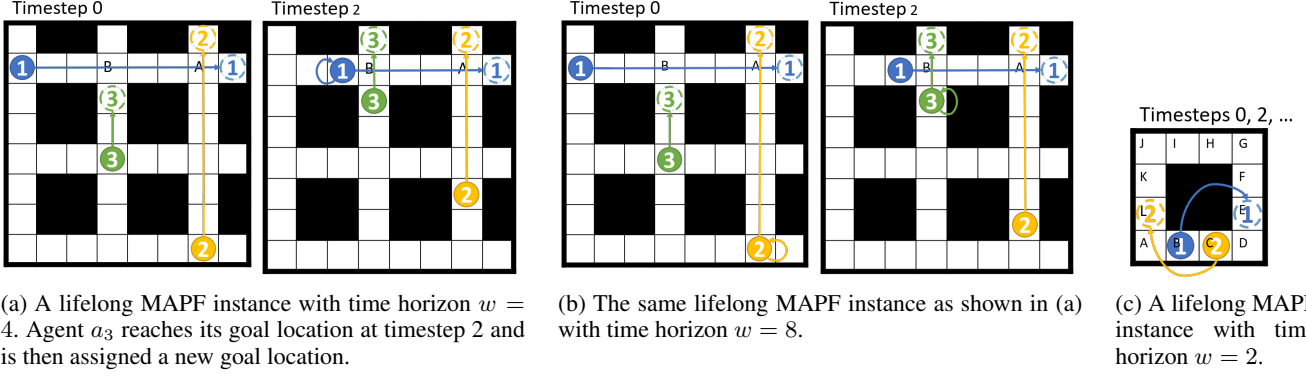 Timestep 0
Timestep 2
2
3
2
1
B
A
1
1
B
A
1
3
3
3
2
2
(a) A lifelong MAPF instance with time horizon w =
4. Agent a3 reaches its goal location at timestep 2 and
is then assigned a new goal location.
Timestep 0
Timestep 2
2
3
2
1
B
A
1
1
B
A
1
3
3
3
2
2
(b) The same lifelong MAPF instance as shown in (a)
with time horizon w = 8.
Timesteps 0, 2, ...
J I H G
K F
L 2 E 1
A B 1 C 2 D
(c) A lifelong MAPF
instance with time
horizon w = 2.